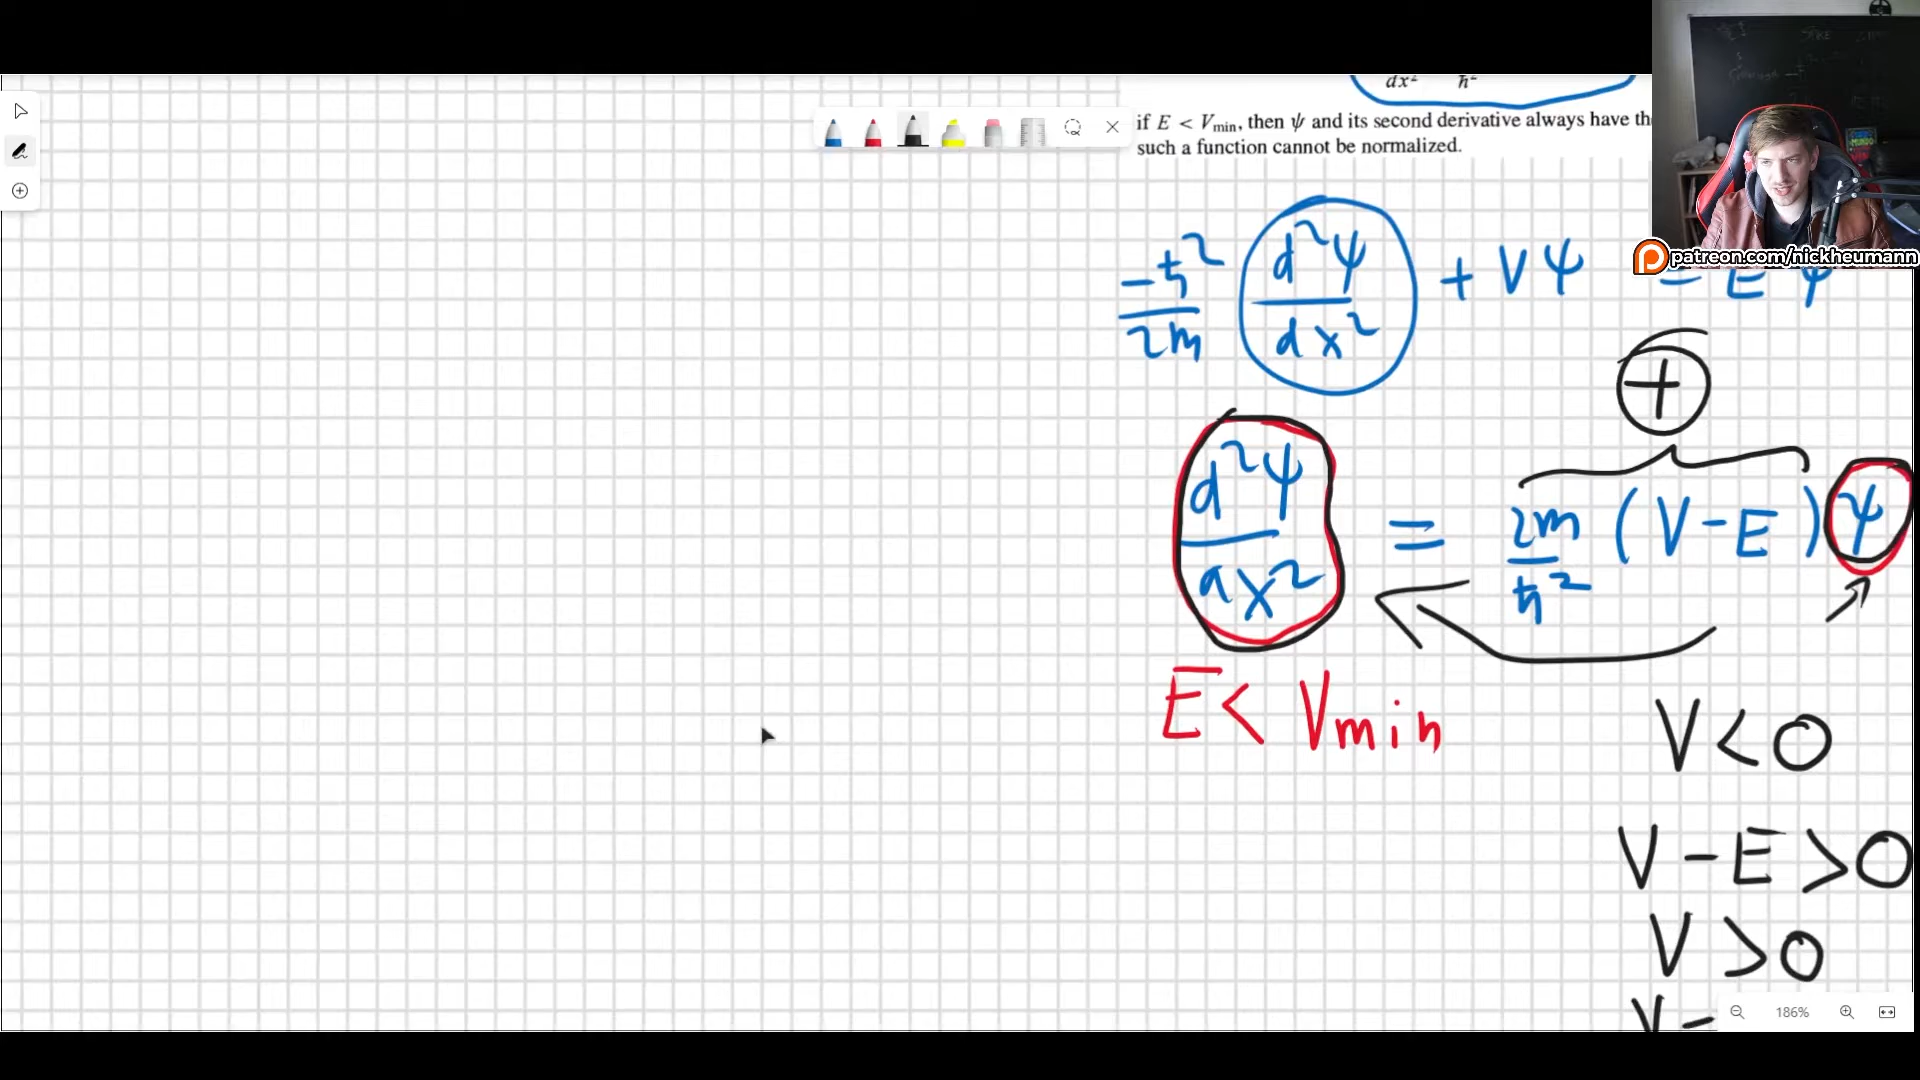 dx² ħ²
if E < Vmin, then ψ and its second derivative always have th
such a function cannot be normalized.
patreon.com/nickheumann
-ħ²/2m d²ψ/dx² + Vψ = Eψ
+
d²ψ/dx² = 2m/ħ² (V-E)ψ
E < Vmin
V<0
V-E>0
V>0
V-
186%